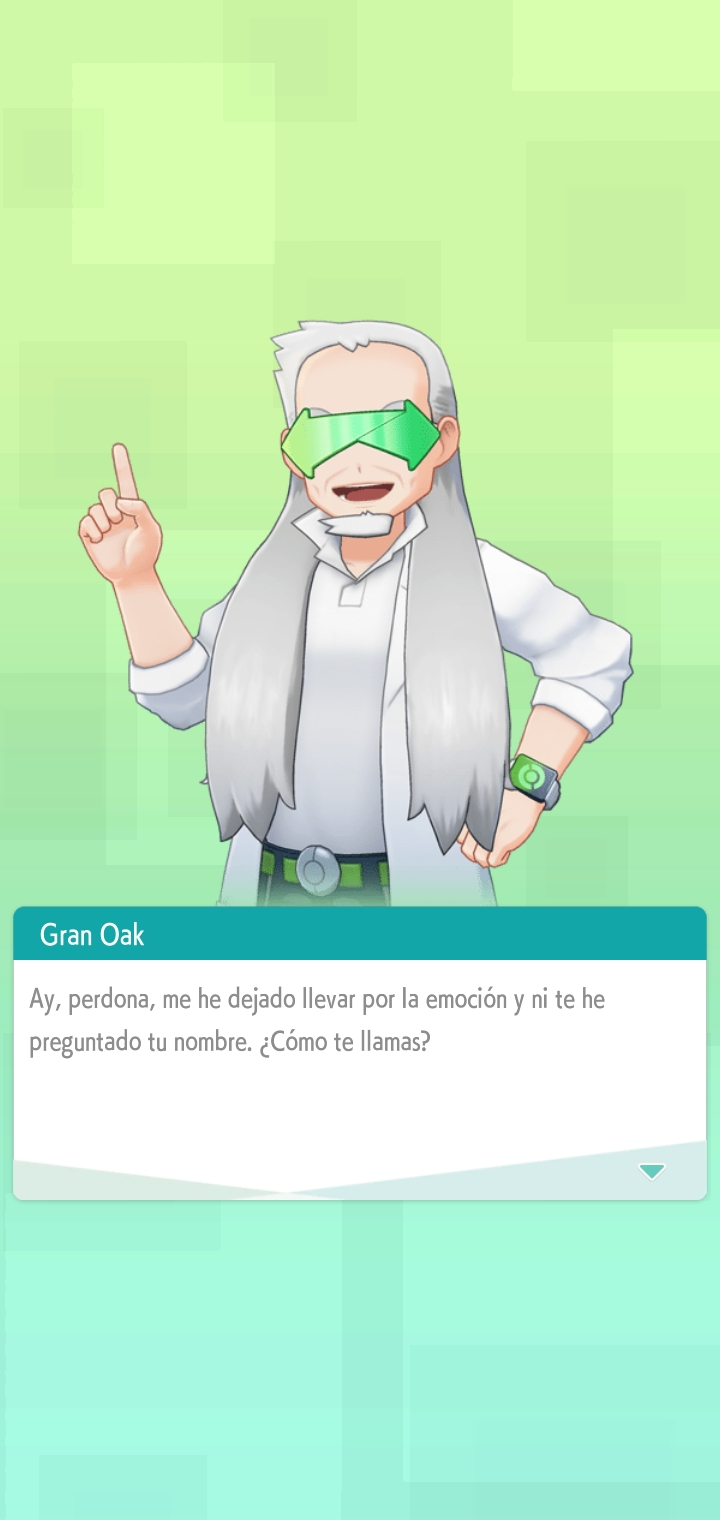 Gran Oak
Ay, perdona, me he dejado llevar por la emoción y ni te he
preguntado tu nombre. ¿Cómo te llamas?